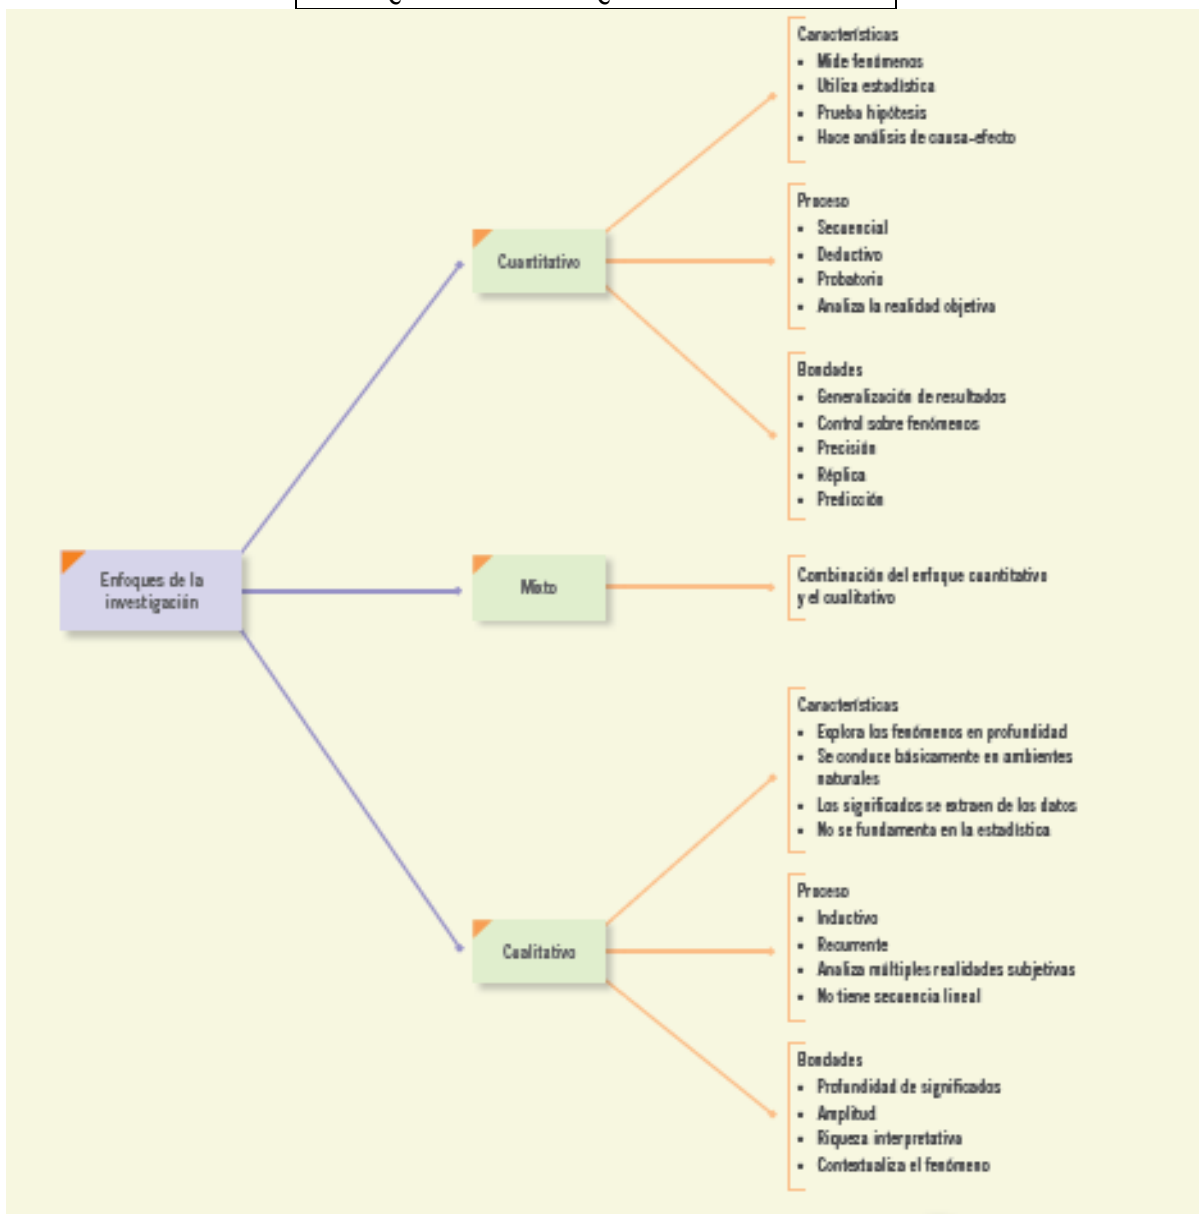 Características
• Mide fenómenos
• Utiliza estadística
• Prueba hipótesis
• Hace análisis de causa-efecto
Proceso
• Secuencial
• Deductivo
• Probatorio
• Analiza la realidad objetiva
Cuantitativo
Bondades
• Generalización de resultados
• Control sobre fenómenos
• Precisión
• Réplica
• Predicción
Enfoques de la
investigación
Mixto
Combinación del enfoque cuantitativo
y el cualitativo
Características
• Explora los fenómenos en profundidad
• Se conduce básicamente en ambientes
naturales
• Los significados se extraen de los datos
• No se fundamenta en la estadística
Cualitativo
Proceso
• Inductivo
• Recurrente
• Analiza múltiples realidades subjetivas
• No tiene secuencia lineal
Bondades
• Profundidad de significados
• Amplitud
• Riqueza interpretativa
• Contextualiza el fenómeno